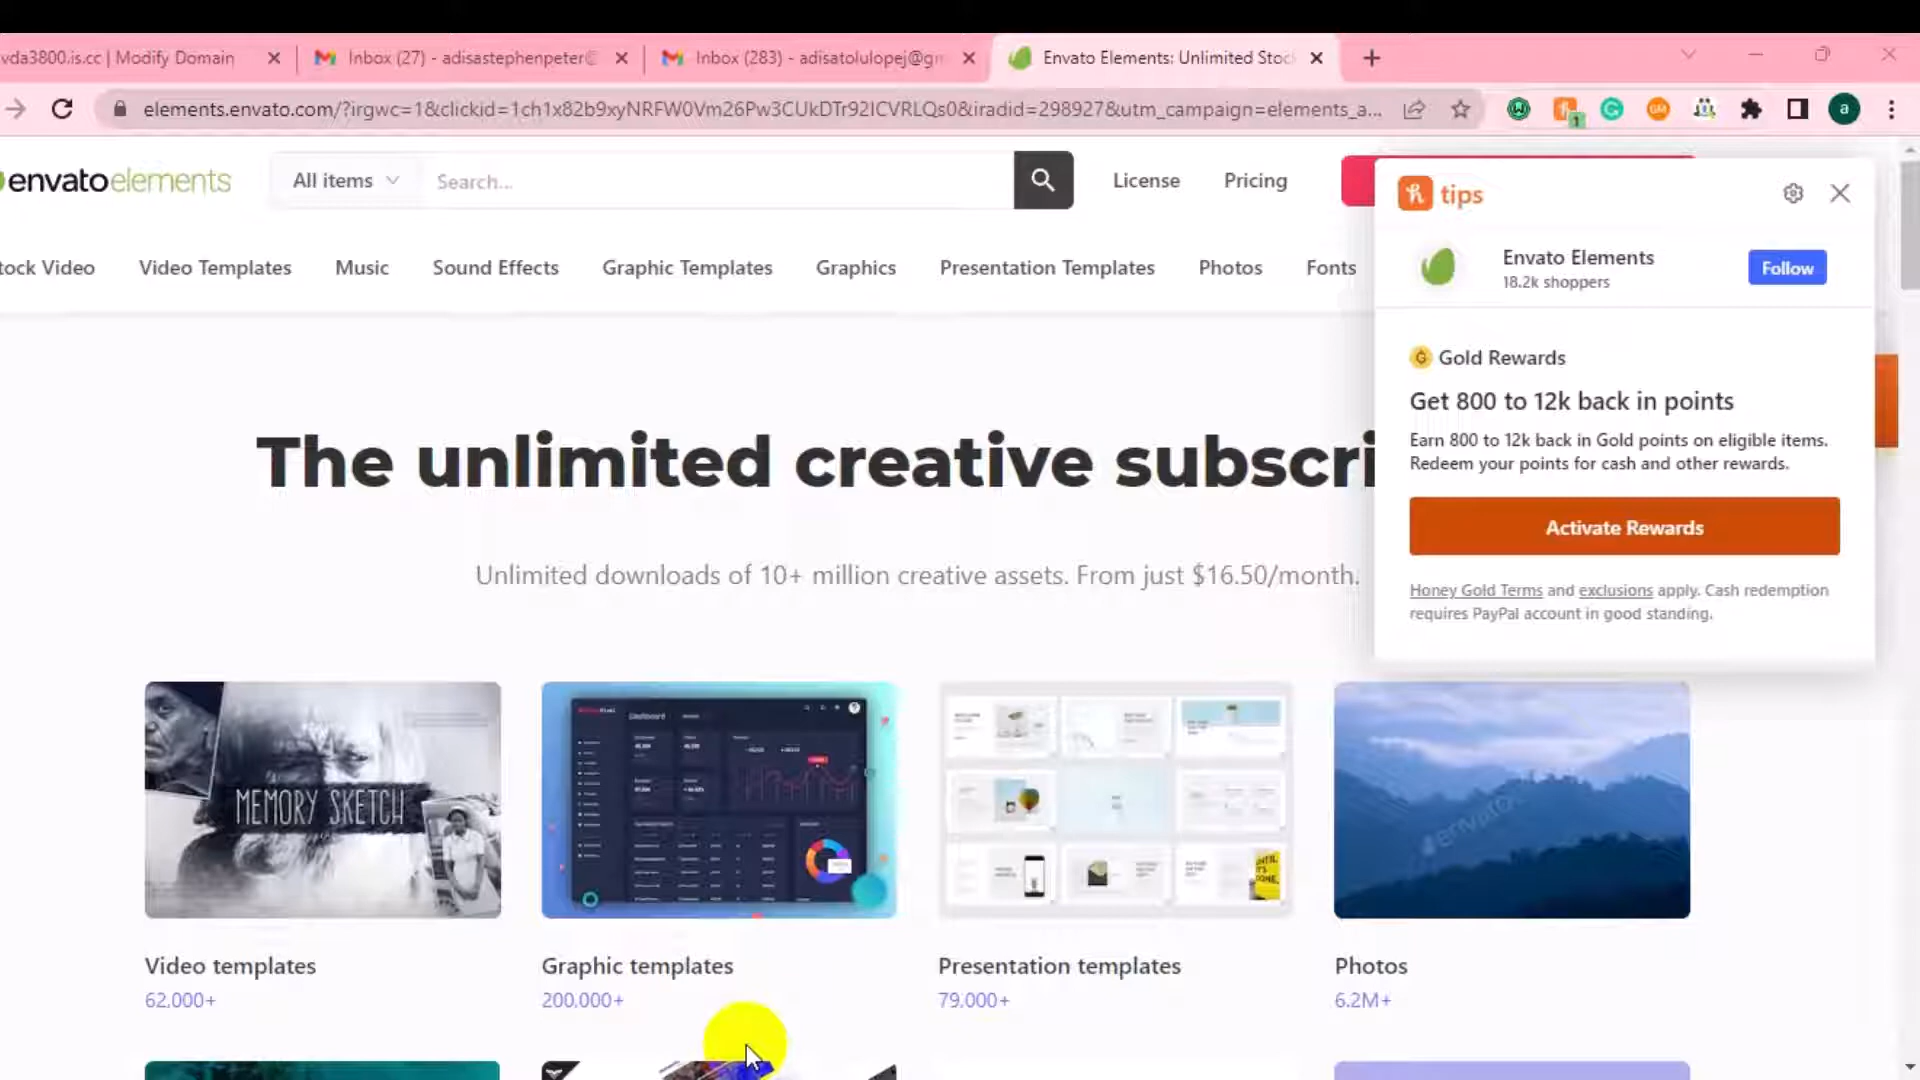 vda3800.is.cc | Modify Domain
Inbox (27) - adisastephenpeter@
Inbox (283) - adisatolulopej@gm
Envato Elements: Unlimited Stoc
elements.envato.com/?irgwc=1&clickid=1ch1x82b9xyNRFW0Vm26Pw3CUkDTr92ICVRLQs0&iradid=298927&utm_campaign=elements_a...
1
a
envatoelements
All items
Search...
License
Pricing
tips
Envato Elements
18.2k shoppers
Follow
tock Video
Video Templates
Music
Sound Effects
Graphic Templates
Graphics
Presentation Templates
Photos
Fonts
Gold Rewards
Get 800 to 12k back in points
Earn 800 to 12k back in Gold points on eligible items.
Redeem your points for cash and other rewards.
Activate Rewards
Honey Gold Terms and exclusions apply. Cash redemption
requires PayPal account in good standing.
The unlimited creative subscri
Unlimited downloads of 10+ million creative assets. From just $16.50/month.
MEMORY SKETCH
Dashboard
envato
Video templates
62,000+
Graphic templates
200,000+
Presentation templates
79,000+
Photos
6.2M+